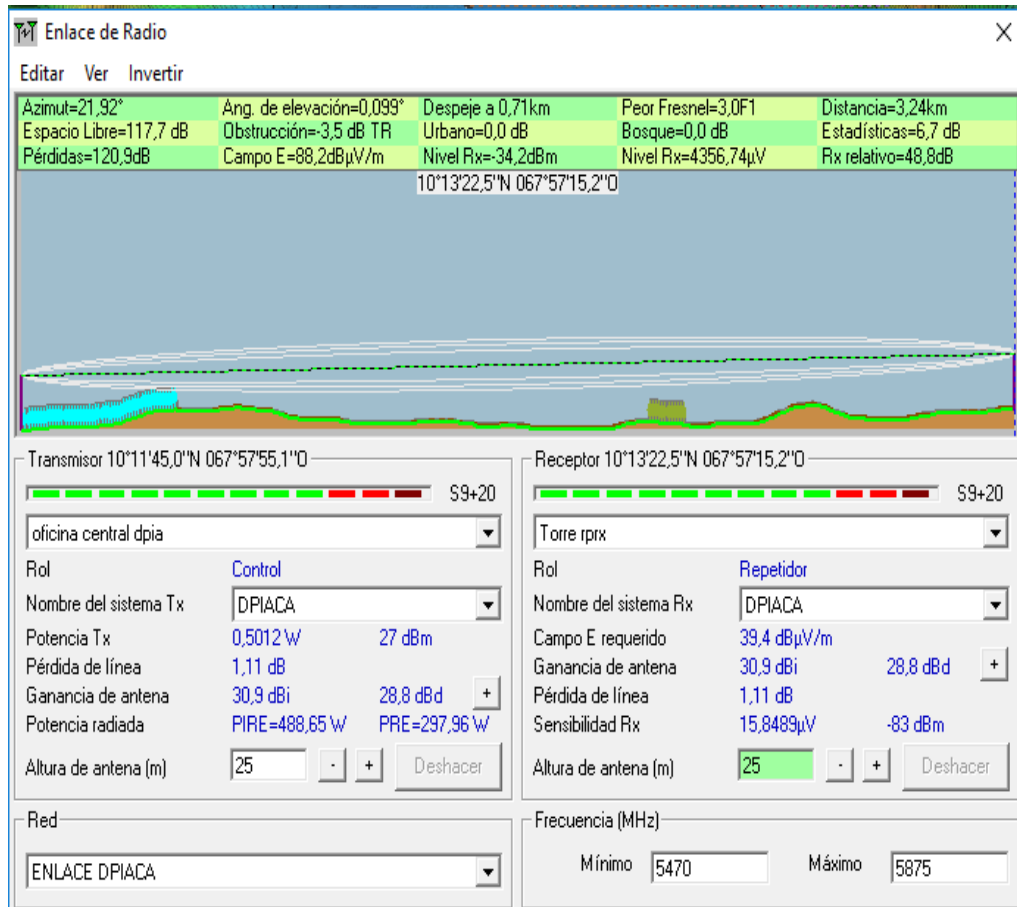 Enlace de Radio
Editar Ver Invertir
Azimut=21,92° Ang. de elevación=0,099° Despeje a 0,71km Peor Fresnel=3,0F1 Distancia=3,24km
Espacio Libre=117,7 dB Obstrucción=-3,5 dB TR Urbano=0,0 dB Bosque=0,0 dB Estadísticas=6,7 dB
Pérdidas=120,9dB Campo E=88,2dBμV/m Nivel Rx=-34,2dBm Nivel Rx=4356,74μV Rx relativo=48,8dB
10°13'22,5"N 067°57'15,2"O
Transmisor 10°11'45,0"N 067°57'55,1"O
S9+20
oficina central dpia
Rol Control
Nombre del sistema Tx DPIACA
Potencia Tx 0,5012 W 27 dBm
Pérdida de línea 1,11 dB
Ganancia de antena 30,9 dBi 28,8 dBd +
Potencia radiada PIRE=488,65 W PRE=297,96 W
Altura de antena (m) 25 - + Deshacer
Receptor 10°13'22,5"N 067°57'15,2"O
S9+20
Torre rprx
Rol Repetidor
Nombre del sistema Rx DPIACA
Campo E requerido 39,4 dBμV/m
Ganancia de antena 30,9 dBi 28,8 dBd +
Pérdida de línea 1,11 dB
Sensibilidad Rx 15,8489μV -83 dBm
Altura de antena (m) 25 - + Deshacer
Red
ENLACE DPIACA
Frecuencia (MHz)
Mínimo 5470 Máximo 5875